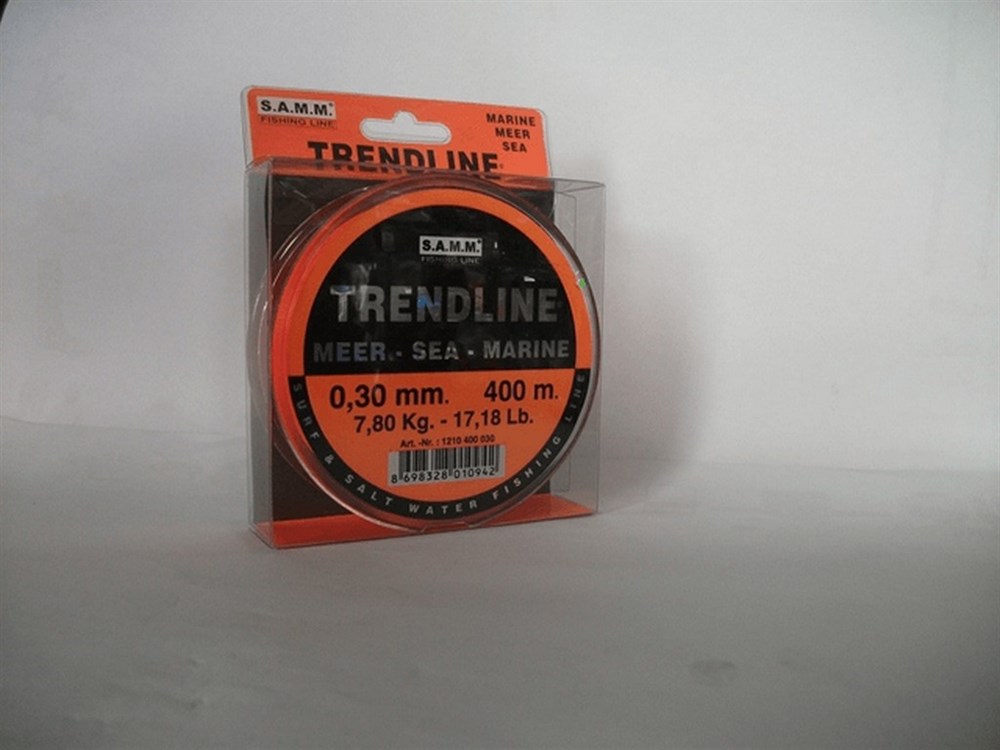 S.A.M.M.
FISHING LINE
MARINE
MEER
SEA
TRENDLINE
S.A.M.M.
FISHING LINE
TRENDLINE
MEER - SEA - MARINE
0,30 mm. 400 m.
7,80 Kg. - 17,18 Lb.
Art. -Nr. : 1210 400 030
8 698328 010942
SURF & SALT WATER FISHING LINE